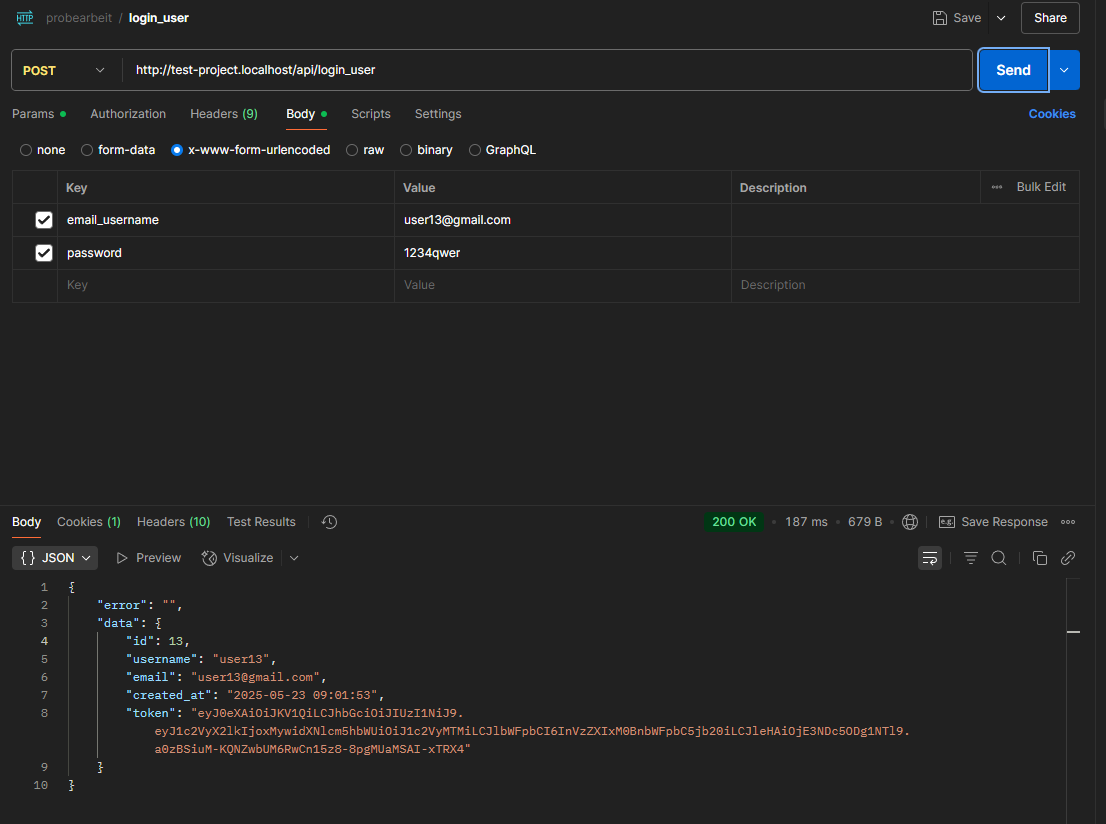 HTTP probearbeit / login_user Save Share
POST http://test-project.localhost/api/login_user Send
Params Authorization Headers (9) Body Scripts Settings Cookies
none form-data x-www-form-urlencoded raw binary GraphQL
Key Value Description Bulk Edit
email_username user13@gmail.com
password 1234qwer
Key Value Description
Body Cookies (1) Headers (10) Test Results 200 OK 187 ms 679 B e.g. Save Response
{} JSON Preview Visualize
1 {
2 "error": "",
3 "data": {
4 "id": 13,
5 "username": "user13",
6 "email": "user13@gmail.com",
7 "created_at": "2025-05-23 09:01:53",
8 "token": "eyJ0eXAiOiJKV1QiLCJhbGciOiJIUzI1NiJ9.
eyJ1c2VyX2lkIjoxMywidXNlcm5hbWUiOiJ1c2VyMTMiLCJlbWFpbCI6InVzZXIxM0BnbWFpbC5jb20iLCJleHAiOjE3NDc5ODg1NTl9.
a0zBSiuM-KQNZwbUM6RwCn15z8-8pgMUaMSAI-xTRX4"
9 }
10 }